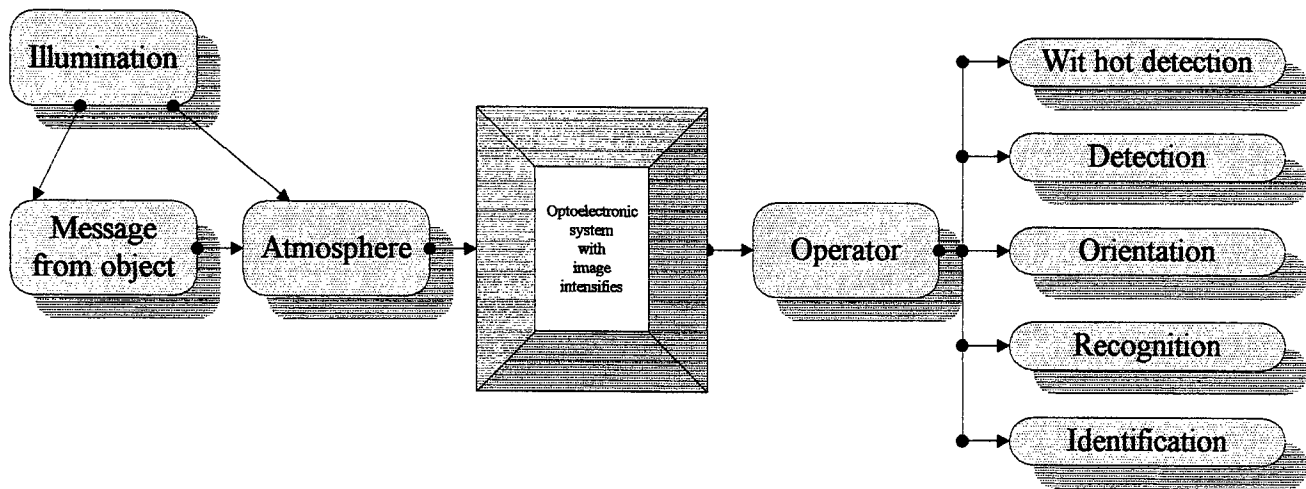 Illumination
Message
from object
Atmosphere
Optoelectronic
system
with
image
intensifies
Operator
Wit hot detection
Detection
Orientation
Recognition
Identification